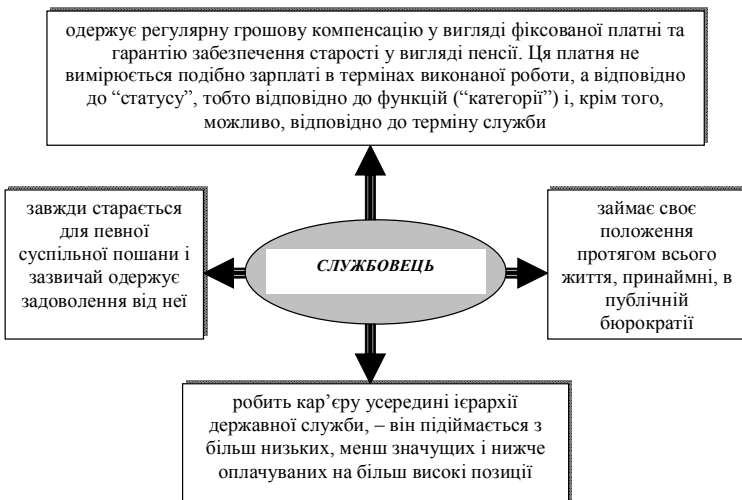 одержує регулярну грошову компенсацію у вигляді фіксованої платні та
гарантію забезпечення старості у вигляді пенсії. Ця платня не
вимірюється подібно зарплаті в термінах виконаної роботи, а відповідно
до “статусу”, тобто відповідно до функцій (“категорії”) і, крім того,
можливо, відповідно до терміну служби
завжди старається
для певної
суспільної пошани і
зазвичай одержує
задоволення від неї
СЛУЖБОВЕЦЬ
займає своє
положення
протягом всього
життя, принаймні, в
публічній
бюрократії
робить кар’єру усередині ієрархії
державної служби, – він підіймається з
більш низьких, менш значущих і нижче
оплачуваних на більш високі позиції